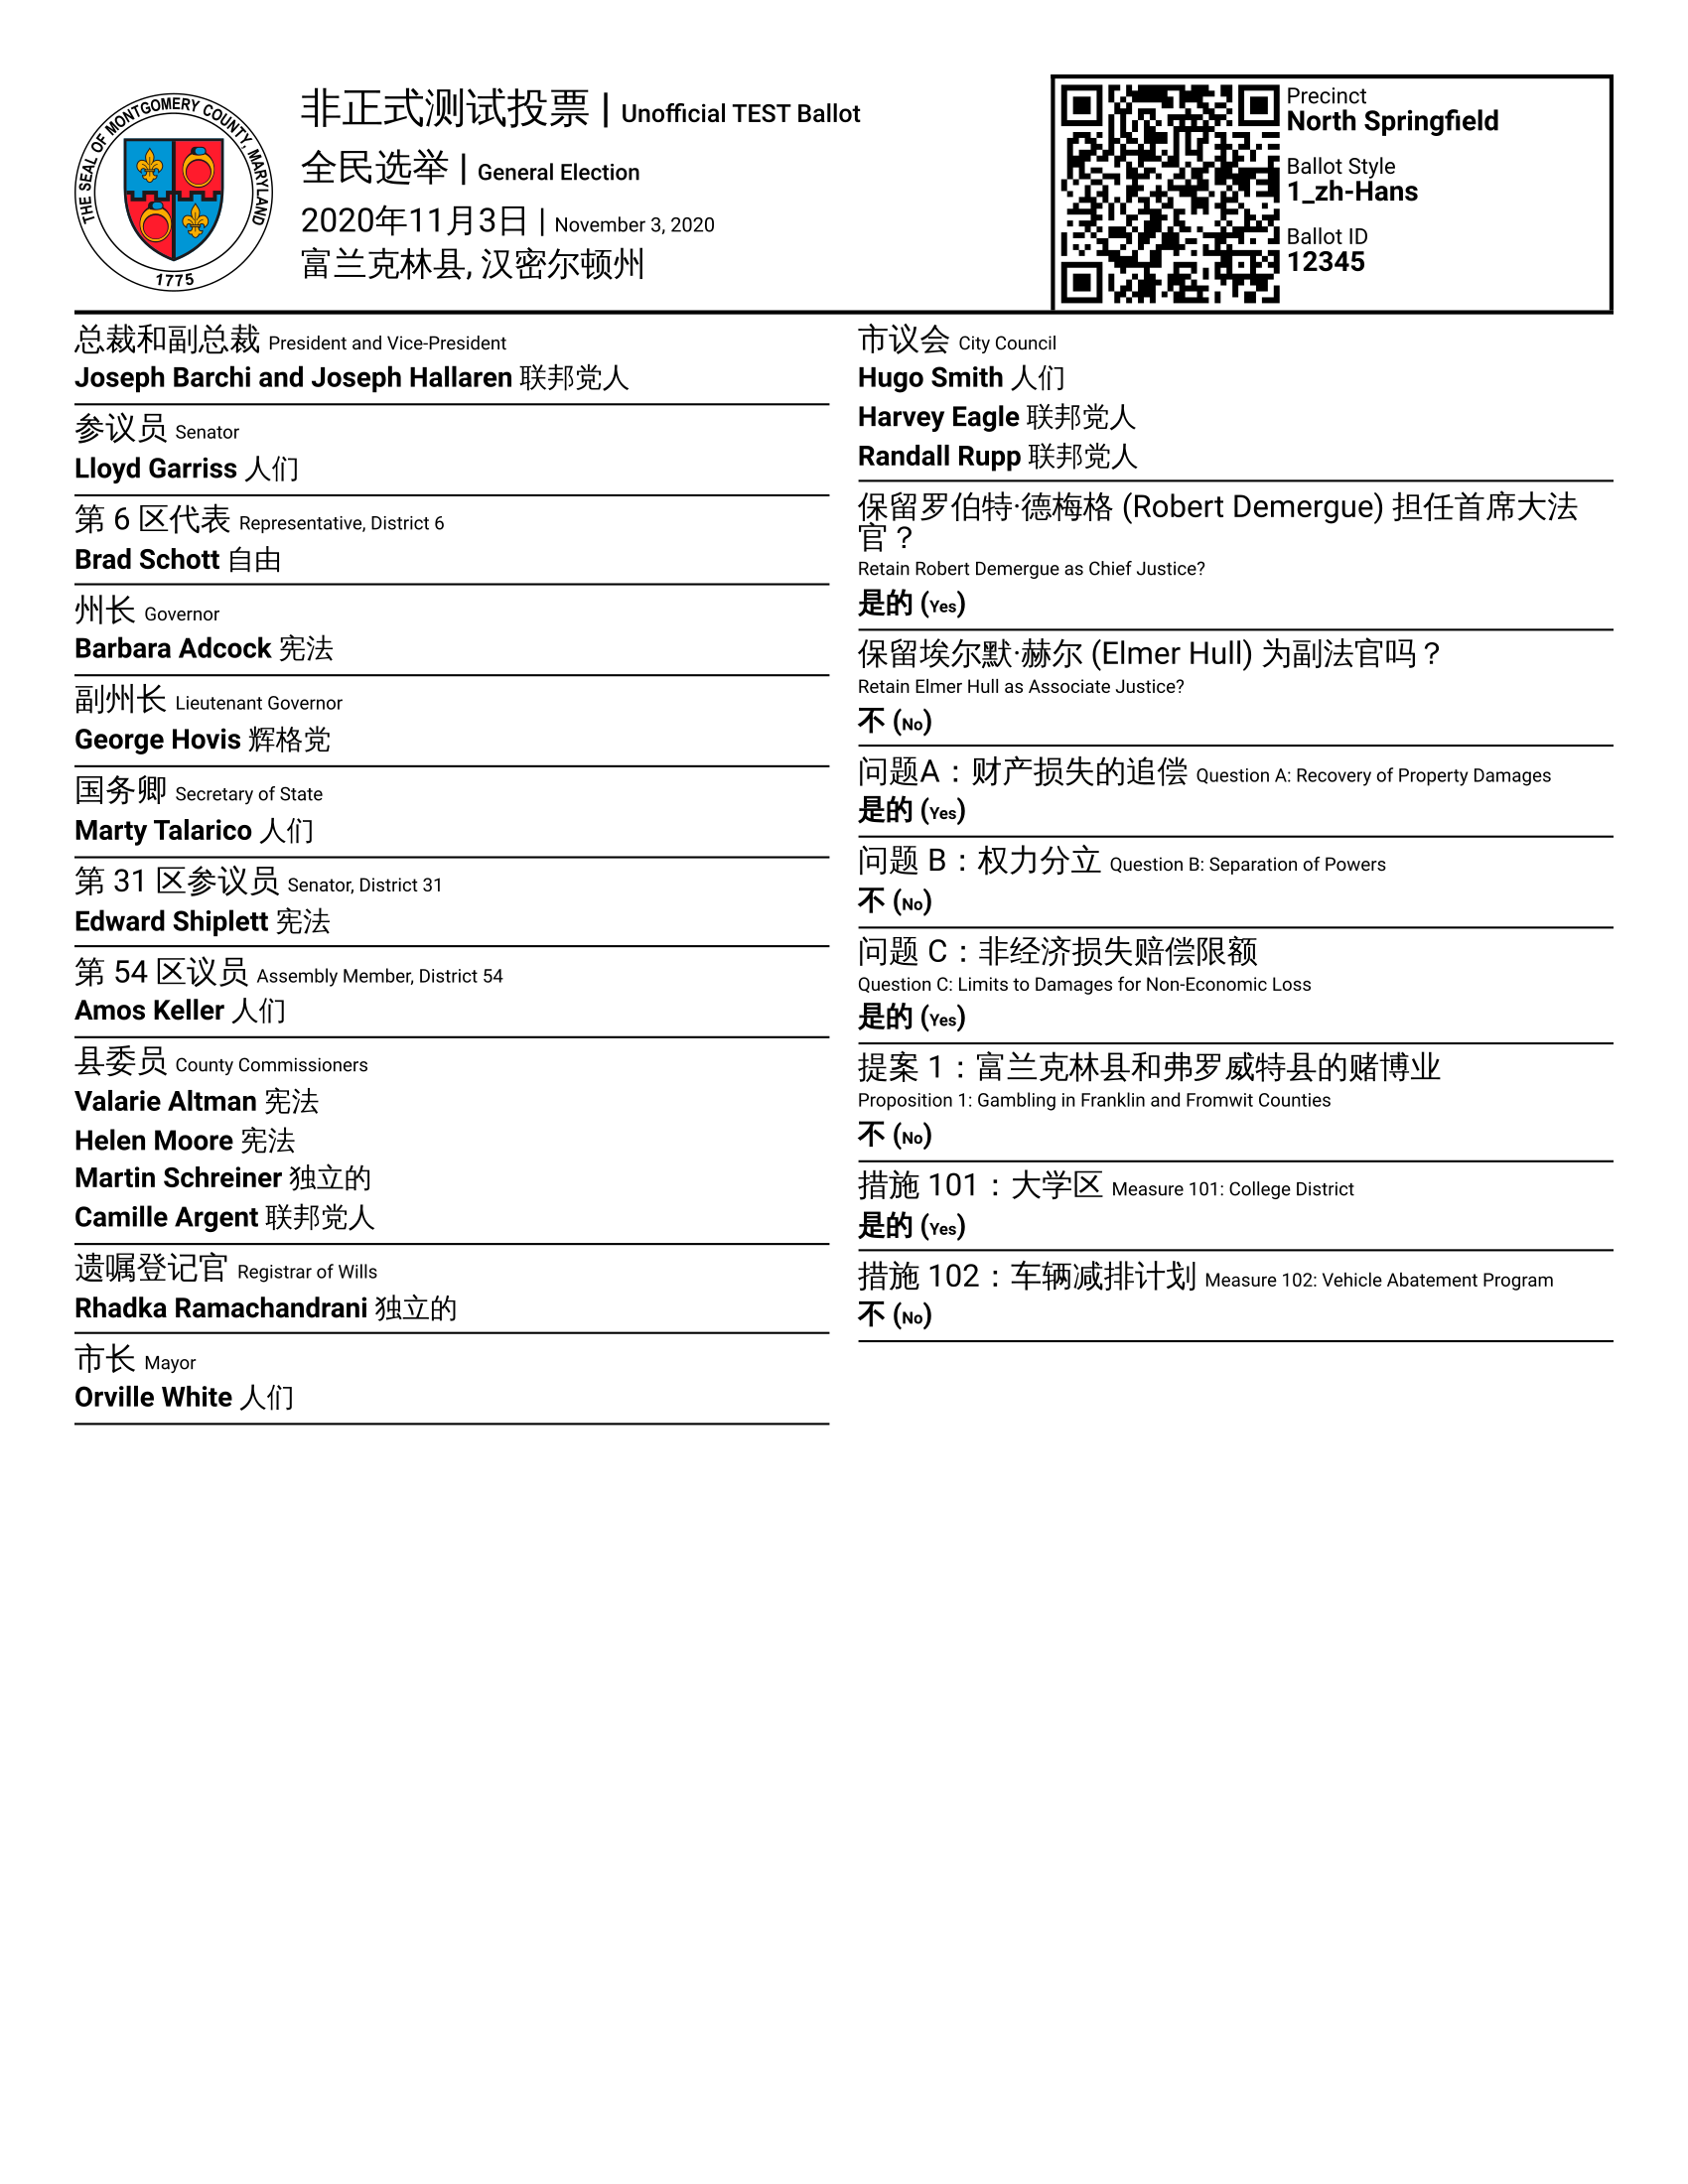 THE SEAL OF MONTGOMERY COUNTY, MARYLAND
1775
非正式测试投票 | Unofficial TEST Ballot
全民选举 | General Election
2020年11月3日 | November 3, 2020
富兰克林县, 汉密尔顿州
Precinct
North Springfield
Ballot Style
1_zh-Hans
Ballot ID
12345
总裁和副总裁 President and Vice-President
Joseph Barchi and Joseph Hallaren 联邦党人
参议员 Senator
Lloyd Garriss 人们
第 6 区代表 Representative, District 6
Brad Schott 自由
州长 Governor
Barbara Adcock 宪法
副州长 Lieutenant Governor
George Hovis 辉格党
国务卿 Secretary of State
Marty Talarico 人们
第 31 区参议员 Senator, District 31
Edward Shiplett 宪法
第 54 区议员 Assembly Member, District 54
Amos Keller 人们
县委员 County Commissioners
Valarie Altman 宪法
Helen Moore 宪法
Martin Schreiner 独立的
Camille Argent 联邦党人
遗嘱登记官 Registrar of Wills
Rhadka Ramachandrani 独立的
市长 Mayor
Orville White 人们
市议会 City Council
Hugo Smith 人们
Harvey Eagle 联邦党人
Randall Rupp 联邦党人
保留罗伯特·德梅格 (Robert Demergue) 担任首席大法
官？
Retain Robert Demergue as Chief Justice?
是的 (Yes)
保留埃尔默·赫尔 (Elmer Hull) 为副法官吗？
Retain Elmer Hull as Associate Justice?
不 (No)
问题A：财产损失的追偿 Question A: Recovery of Property Damages
是的 (Yes)
问题 B：权力分立 Question B: Separation of Powers
不 (No)
问题 C：非经济损失赔偿限额
Question C: Limits to Damages for Non-Economic Loss
是的 (Yes)
提案 1：富兰克林县和弗罗威特县的赌博业
Proposition 1: Gambling in Franklin and Fromwit Counties
不 (No)
措施 101：大学区 Measure 101: College District
是的 (Yes)
措施 102：车辆减排计划 Measure 102: Vehicle Abatement Program
不 (No)